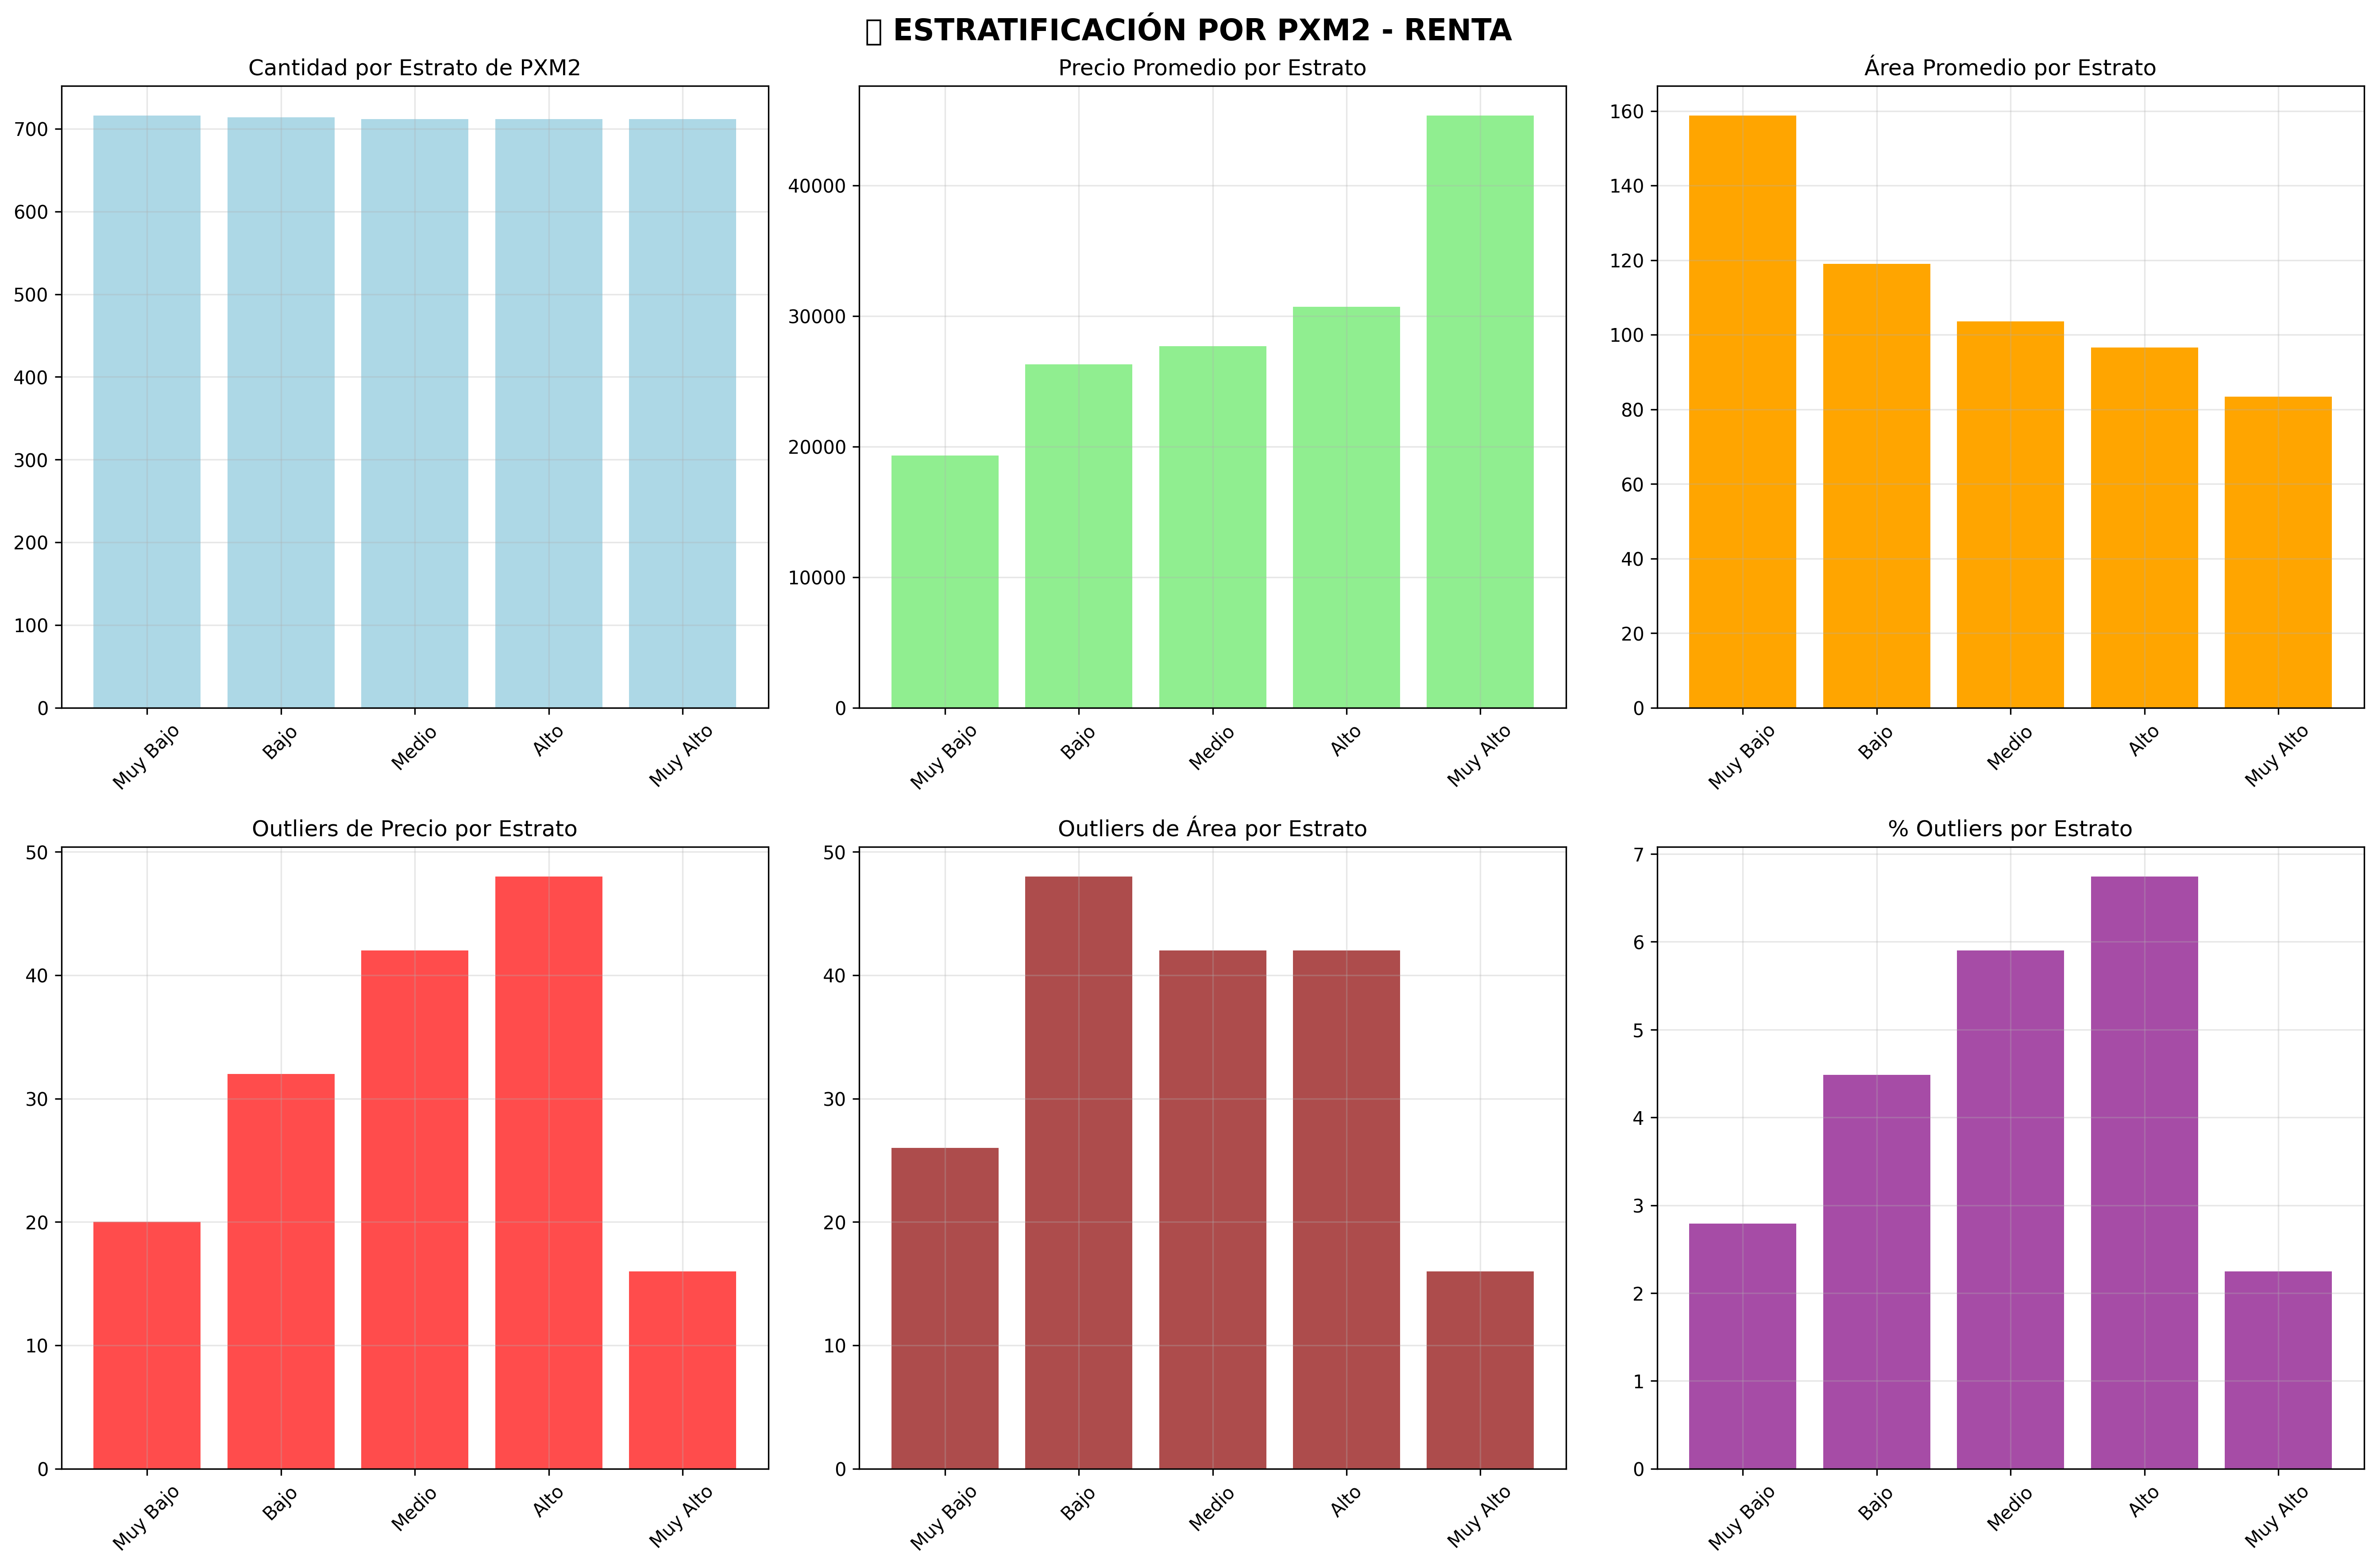 ESTRATIFICACIÓN POR PXM2 - RENTA
Cantidad por Estrato de PXM2
700
600
500
400
300
200
100
0
Muy Bajo
Bajo
Medio
Alto
Muy Alto
Precio Promedio por Estrato
40000
30000
20000
10000
0
Muy Bajo
Bajo
Medio
Alto
Muy Alto
Área Promedio por Estrato
160
140
120
100
80
60
40
20
0
Muy Bajo
Bajo
Medio
Alto
Muy Alto
Outliers de Precio por Estrato
50
40
30
20
10
0
Muy Bajo
Bajo
Medio
Alto
Muy Alto
Outliers de Área por Estrato
50
40
30
20
10
0
Muy Bajo
Bajo
Medio
Alto
Muy Alto
% Outliers por Estrato
7
6
5
4
3
2
1
0
Muy Bajo
Bajo
Medio
Alto
Muy Alto